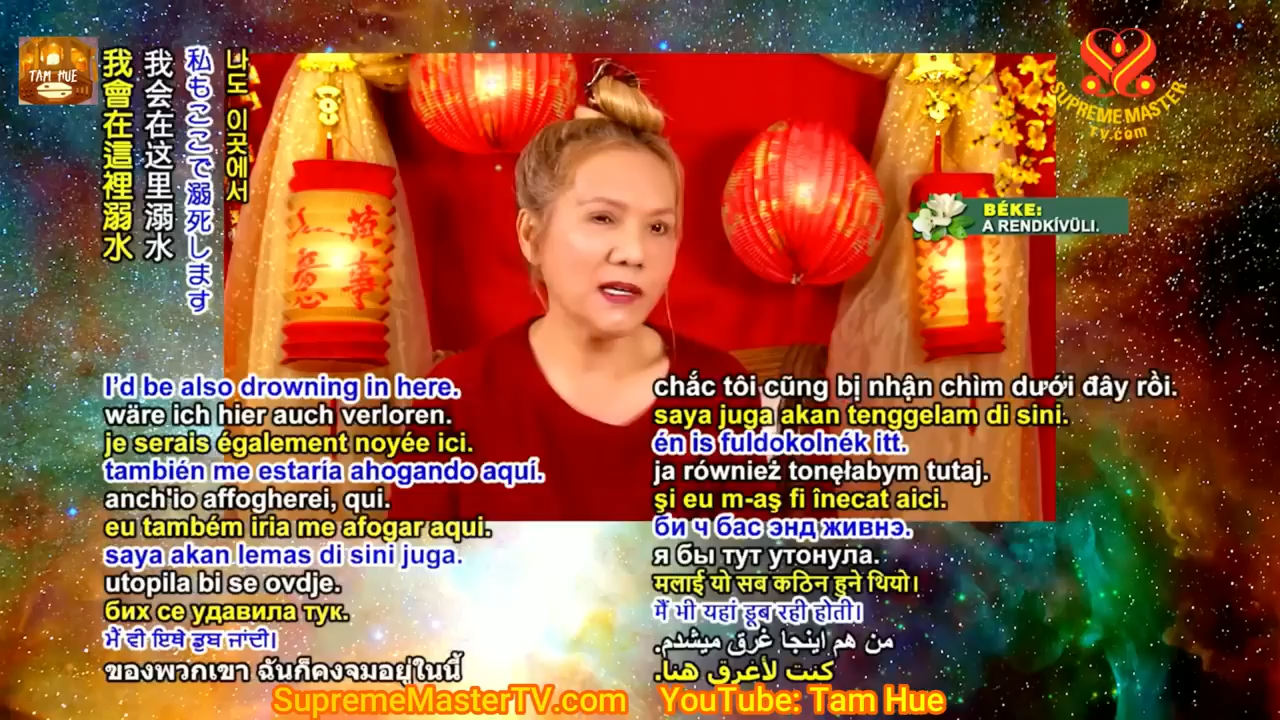 TAM HUE
我會在這裡溺水
我会在这里溺水
私もここで溺死します
나도 이곳에서
SUPREME MASTER
TV.com
BÉKE:
A RENDKÍVÜLI.
I'd be also drowning in here.
wäre ich hier auch verloren.
je serais également noyée ici.
también me estaría ahogando aquí.
anch'io affogherei, qui.
eu também iria me afogar aqui.
saya akan lemas di sini juga.
utopila bi se ovdje.
бих се удавила тук.
ਮੈਂ ਵੀ ਇਥੇ ਡੁਬ ਜਾਂਦੀ।
ของพวกเขา ฉันก็คงจมอยู่ในนี้
chắc tôi cũng bị nhận chìm dưới đây rồi.
saya juga akan tenggelam di sini.
én is fuldokolnék itt.
ja również tonęłabym tutaj.
și eu m-aș fi înecat aici.
би ч бас энд живнэ.
я бы тут утонула.
मलाई यो सब कठिन हुने थियो।
मैं भी यहां डूब रही होती।
من هم اینجا غرق میشدم.
كنت لأغرق هنا.
SupremeMasterTV.com YouTube: Tam Hue